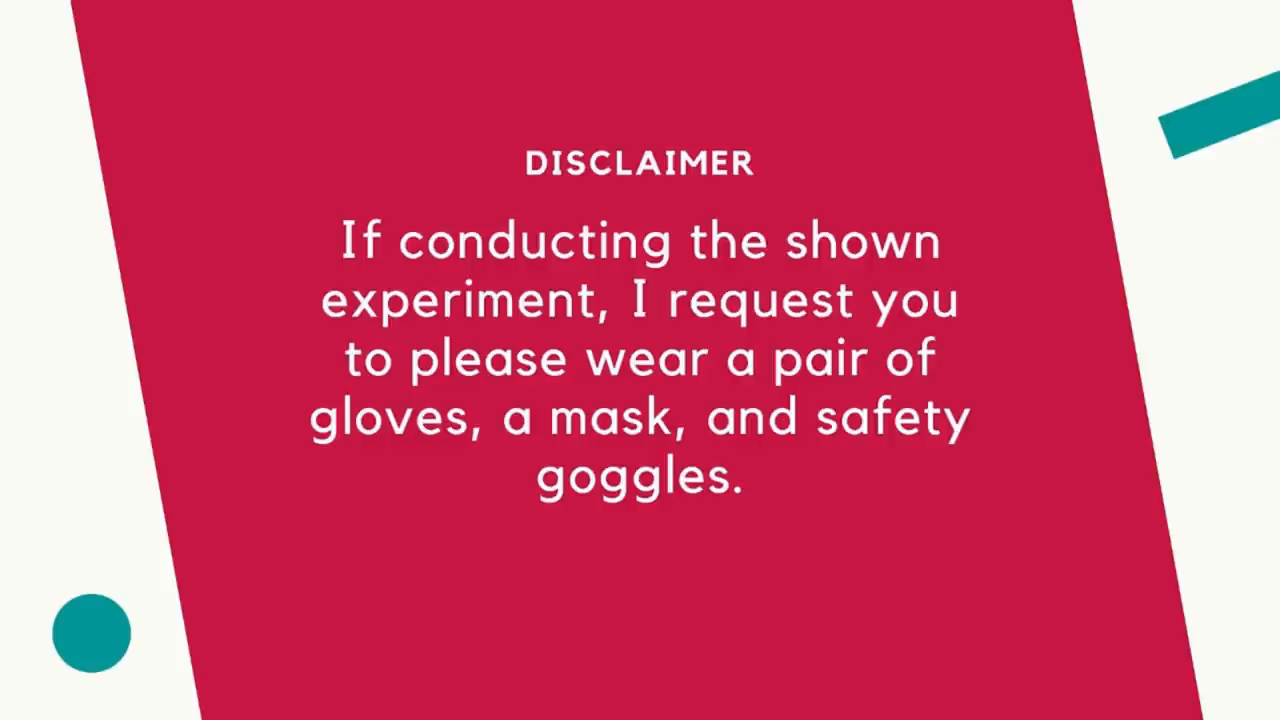 DISCLAIMER
If conducting the shown
experiment, I request you
to please wear a pair of
gloves, a mask, and safety
goggles.